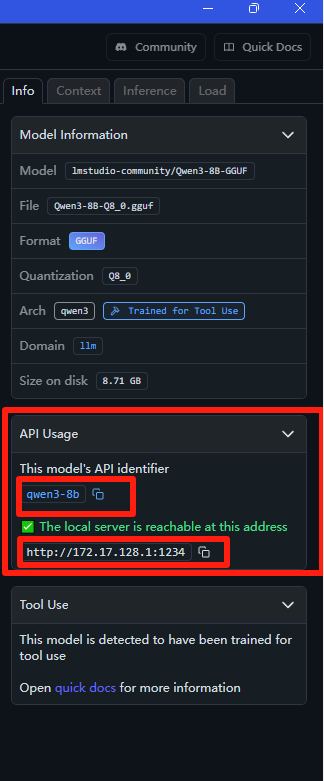 Community
Quick Docs
Info
Context
Inference
Load
Model Information
Model lmstudio-community/Qwen3-8B-GGUF
File Qwen3-8B-Q8_0.gguf
Format GGUF
Quantization Q8_0
Arch qwen3 Trained for Tool Use
Domain llm
Size on disk 8.71 GB
API Usage
This model's API identifier
qwen3-8b
The local server is reachable at this address
http://172.17.128.1:1234
Tool Use
This model is detected to have been trained for
tool use
Open quick docs for more information